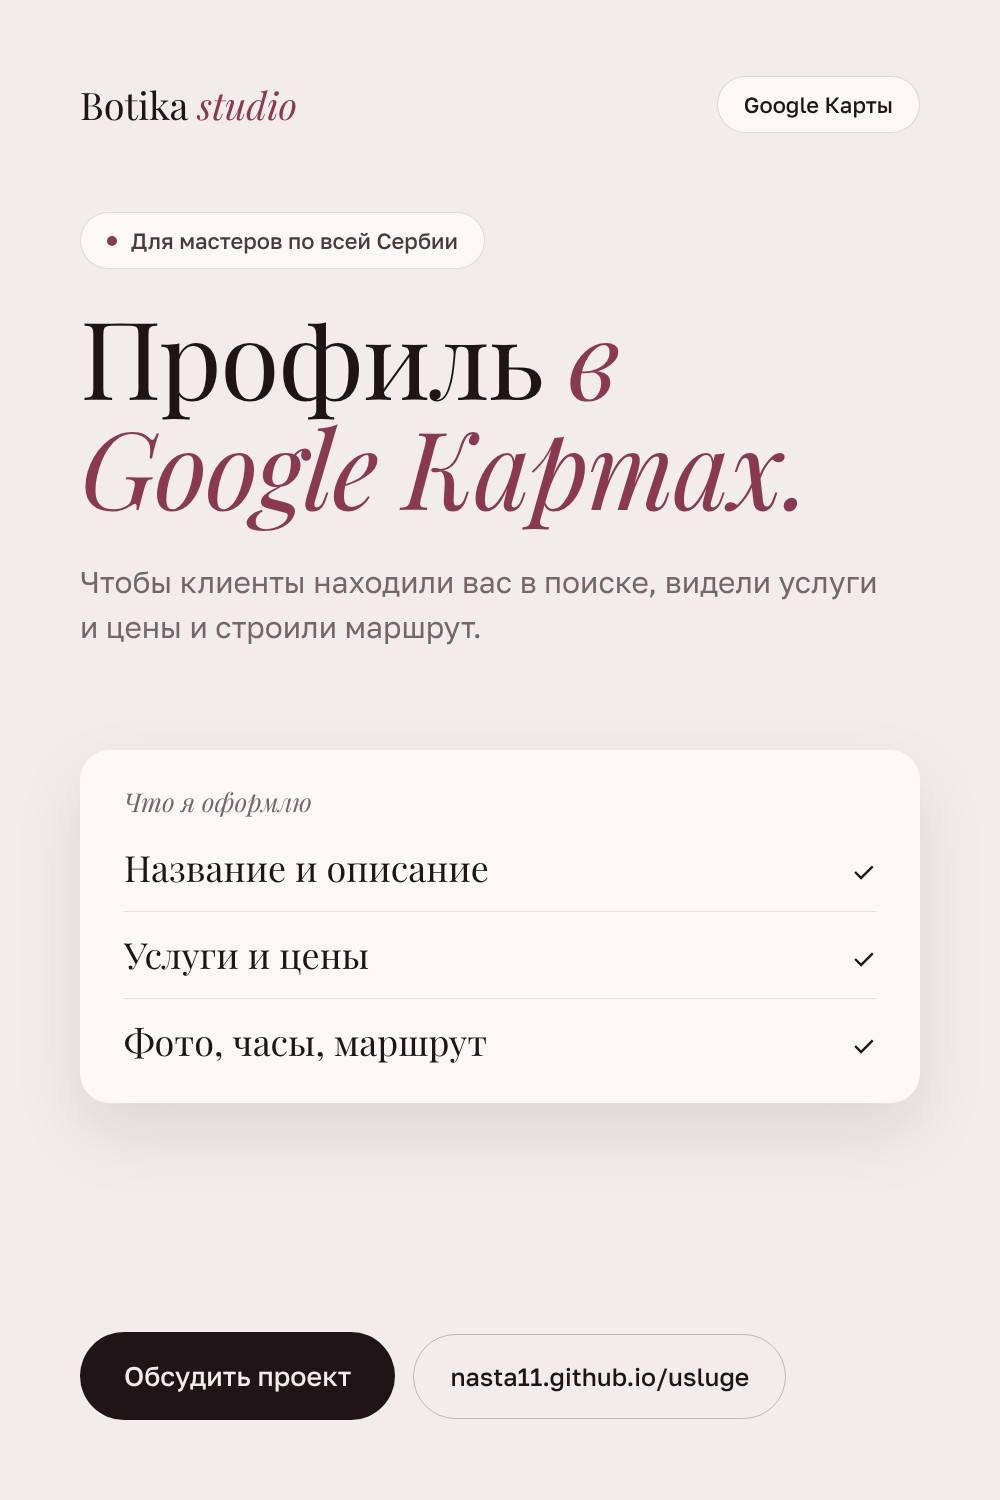 Botika studio
Google Карты
Для мастеров по всей Сербии
Профиль в
Google Картах.
Чтобы клиенты находили вас в поиске, видели услуги
и цены и строили маршрут.
Что я оформлю
Название и описание
Услуги и цены
Фото, часы, маршрут
Обсудить проект
nasta11.github.io/usluge